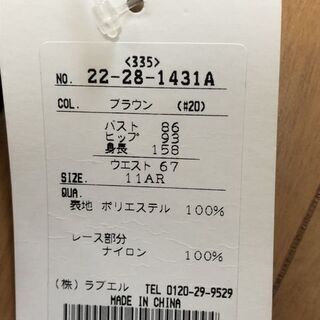 <335>
NO. 22-28-1431A
COL. ブラウン (#20)
バスト 86
ヒップ 93
身長 158
ウエスト 67
SIZE. 11AR
QUA.
表地 ポリエステル 100%
レース部分
ナイロン 100%
(株)ラブエル TEL 0120-29-9529
MADE IN CHINA